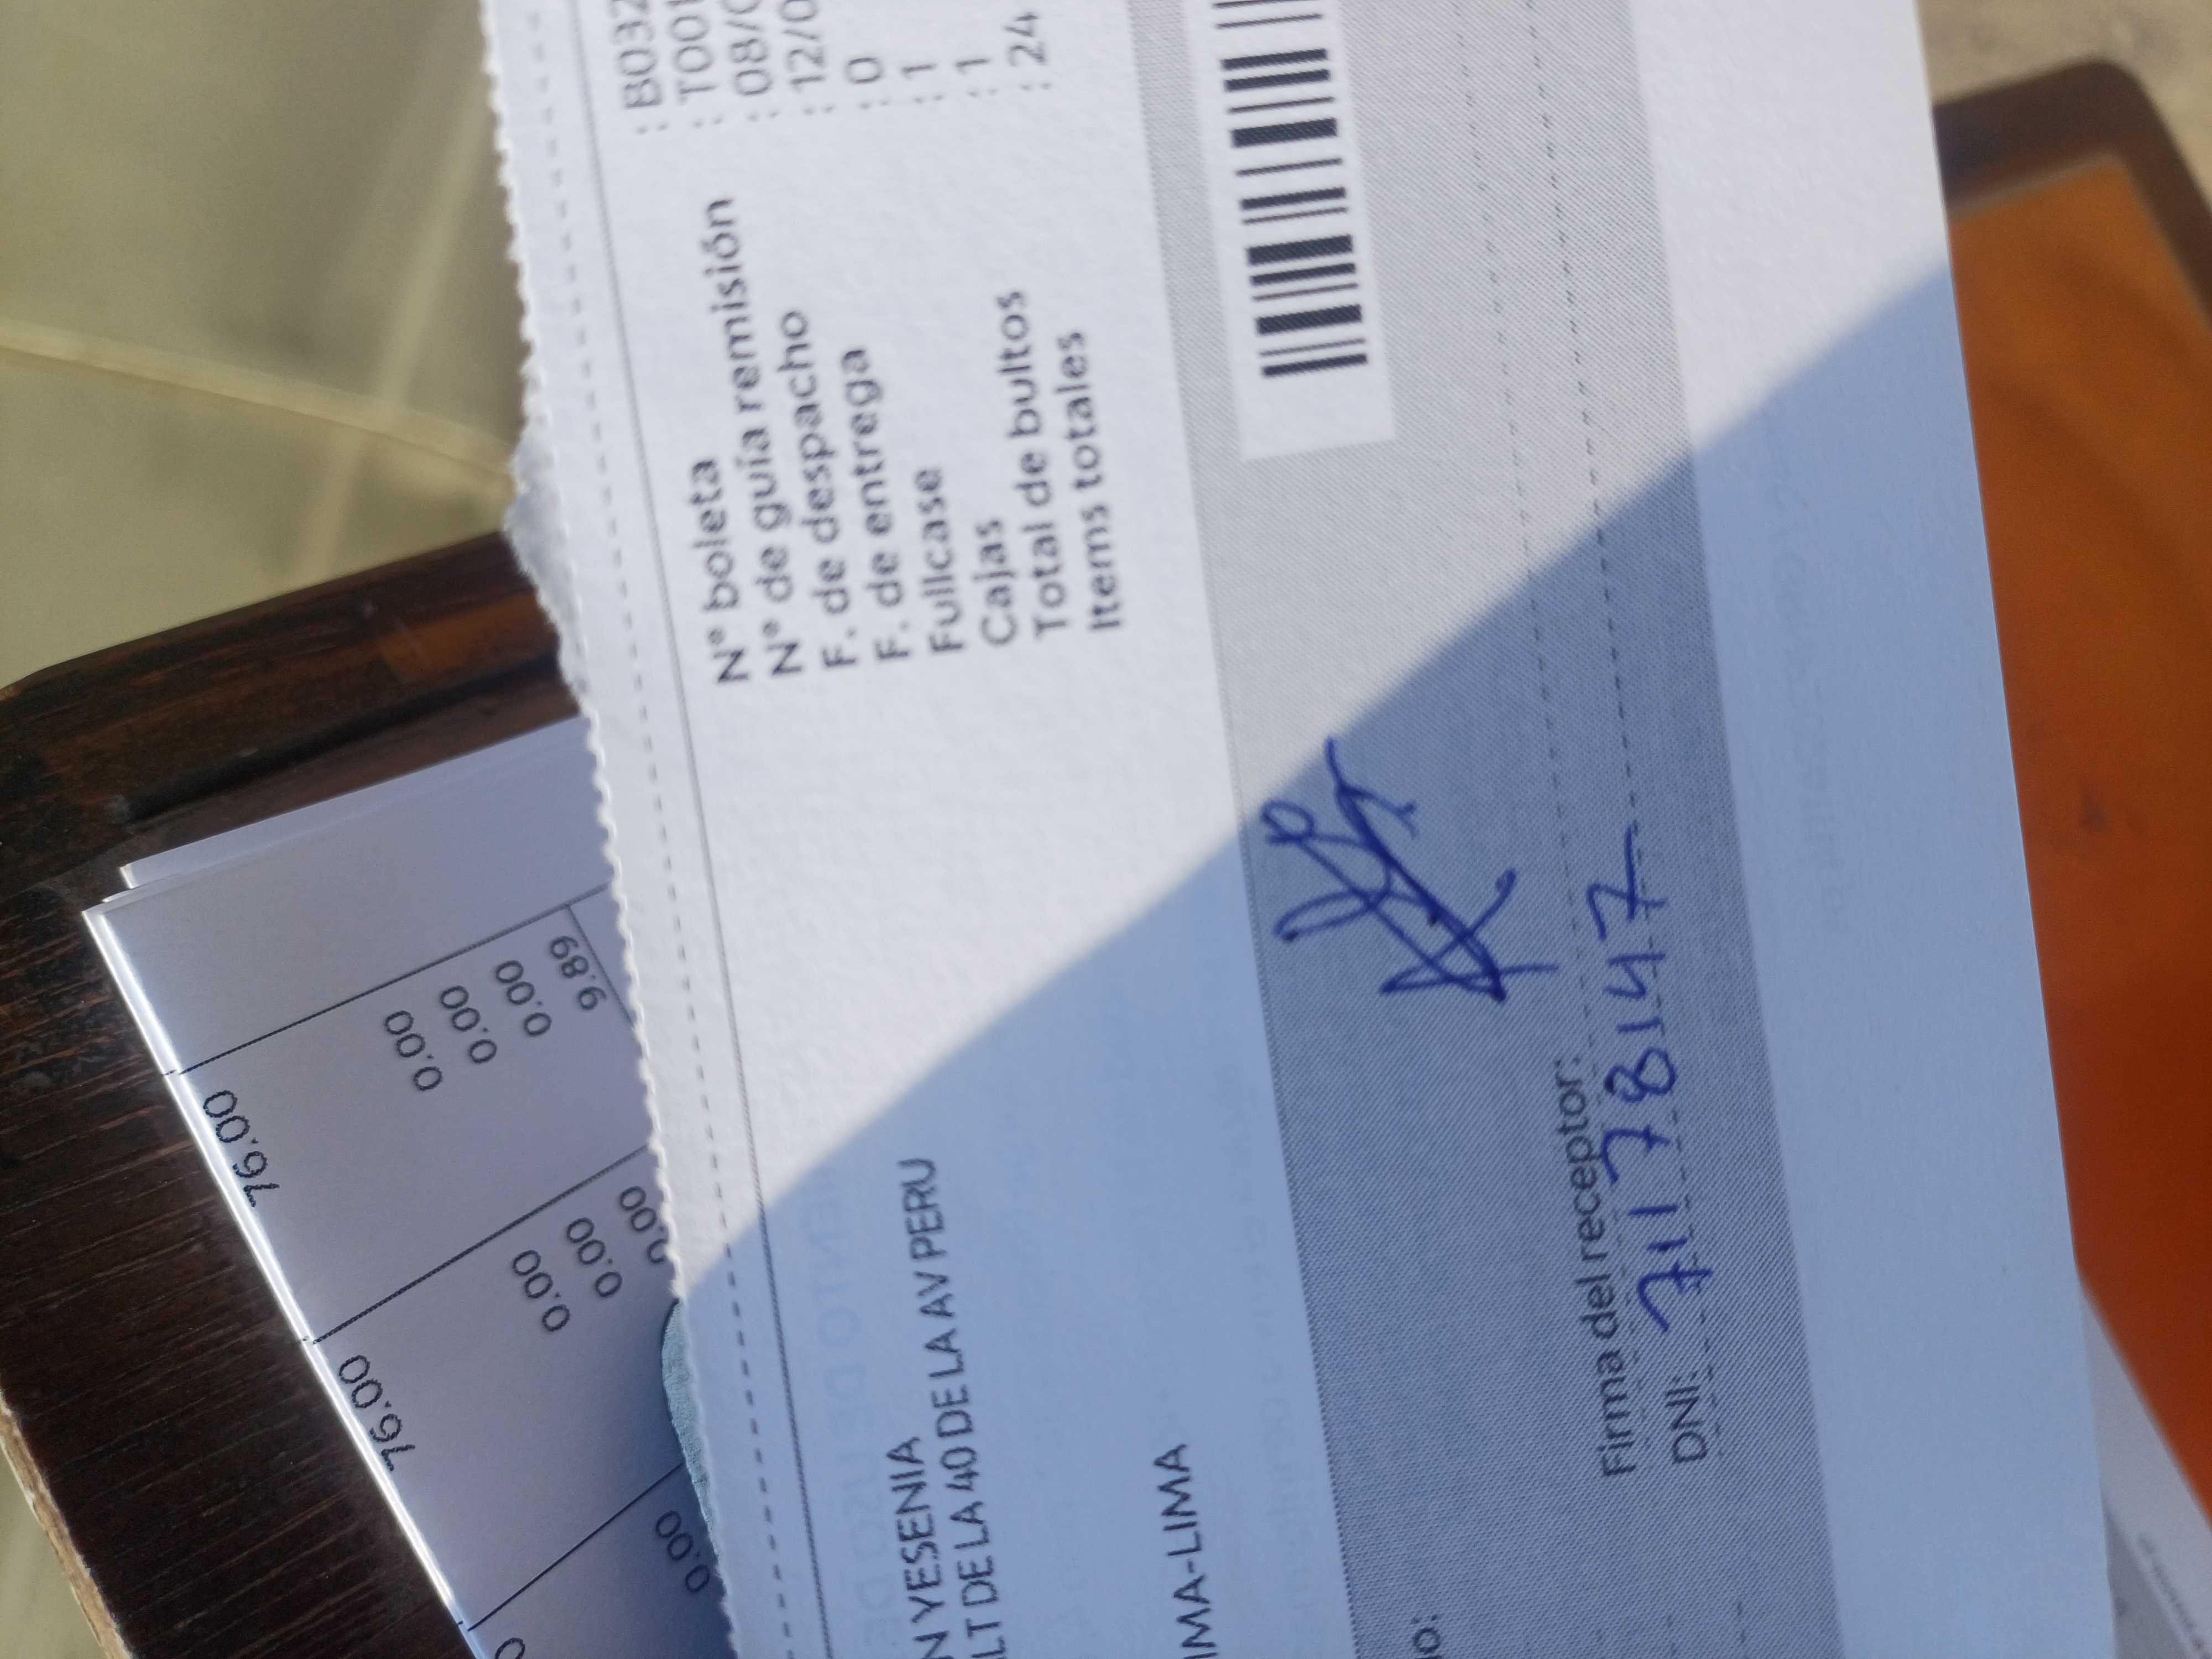 N° boleta : B032
N° de guía remisión : T001
F. de despacho : 08/0
F. de entrega : 12/0
Fullcase : 0
Cajas : 1
Total de bultos : 1
Items totales : 24
N YESENIA
LT DE LA 40 DE LA AV PERU
IMA-LIMA
Firma del receptor:
DNI: 71178147
o:
76.00
0.00
0.00
0.00
9.89
76.00
0.00
0.00
0.00
0.00